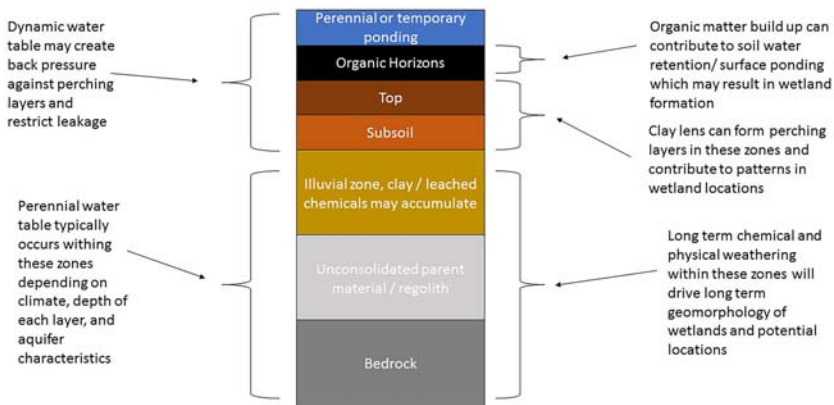 Dynamic water
table may create
back pressure
against perching
layers and
restrict leakage
Perennial water
table typically
occurs withing
these zones
depending on
climate, depth of
each layer, and
aquifer
characteristics
Perennial or temporary
ponding
Organic Horizons
Top
Subsoil
Illuvial zone, clay / leached
chemicals may accumulate
Unconsolidated parent
material / regolith
Bedrock
Organic matter build up can
contribute to soil water
retention/ surface ponding
which may result in wetland
formation
Clay lens can form perching
layers in these zones and
contribute to patterns in
wetland locations
Long term chemical and
physical weathering
within these zones will
drive long term
geomorphology of
wetlands and potential
locations